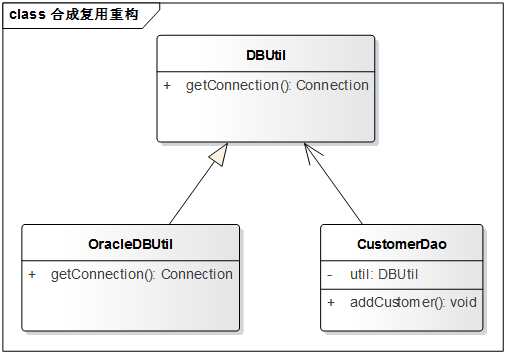 class 合成复用重构
DBUtil
+ getConnection(): Connection
OracleDBUtil
+ getConnection(): Connection
CustomerDao
- util: DBUtil
+ addCustomer(): void